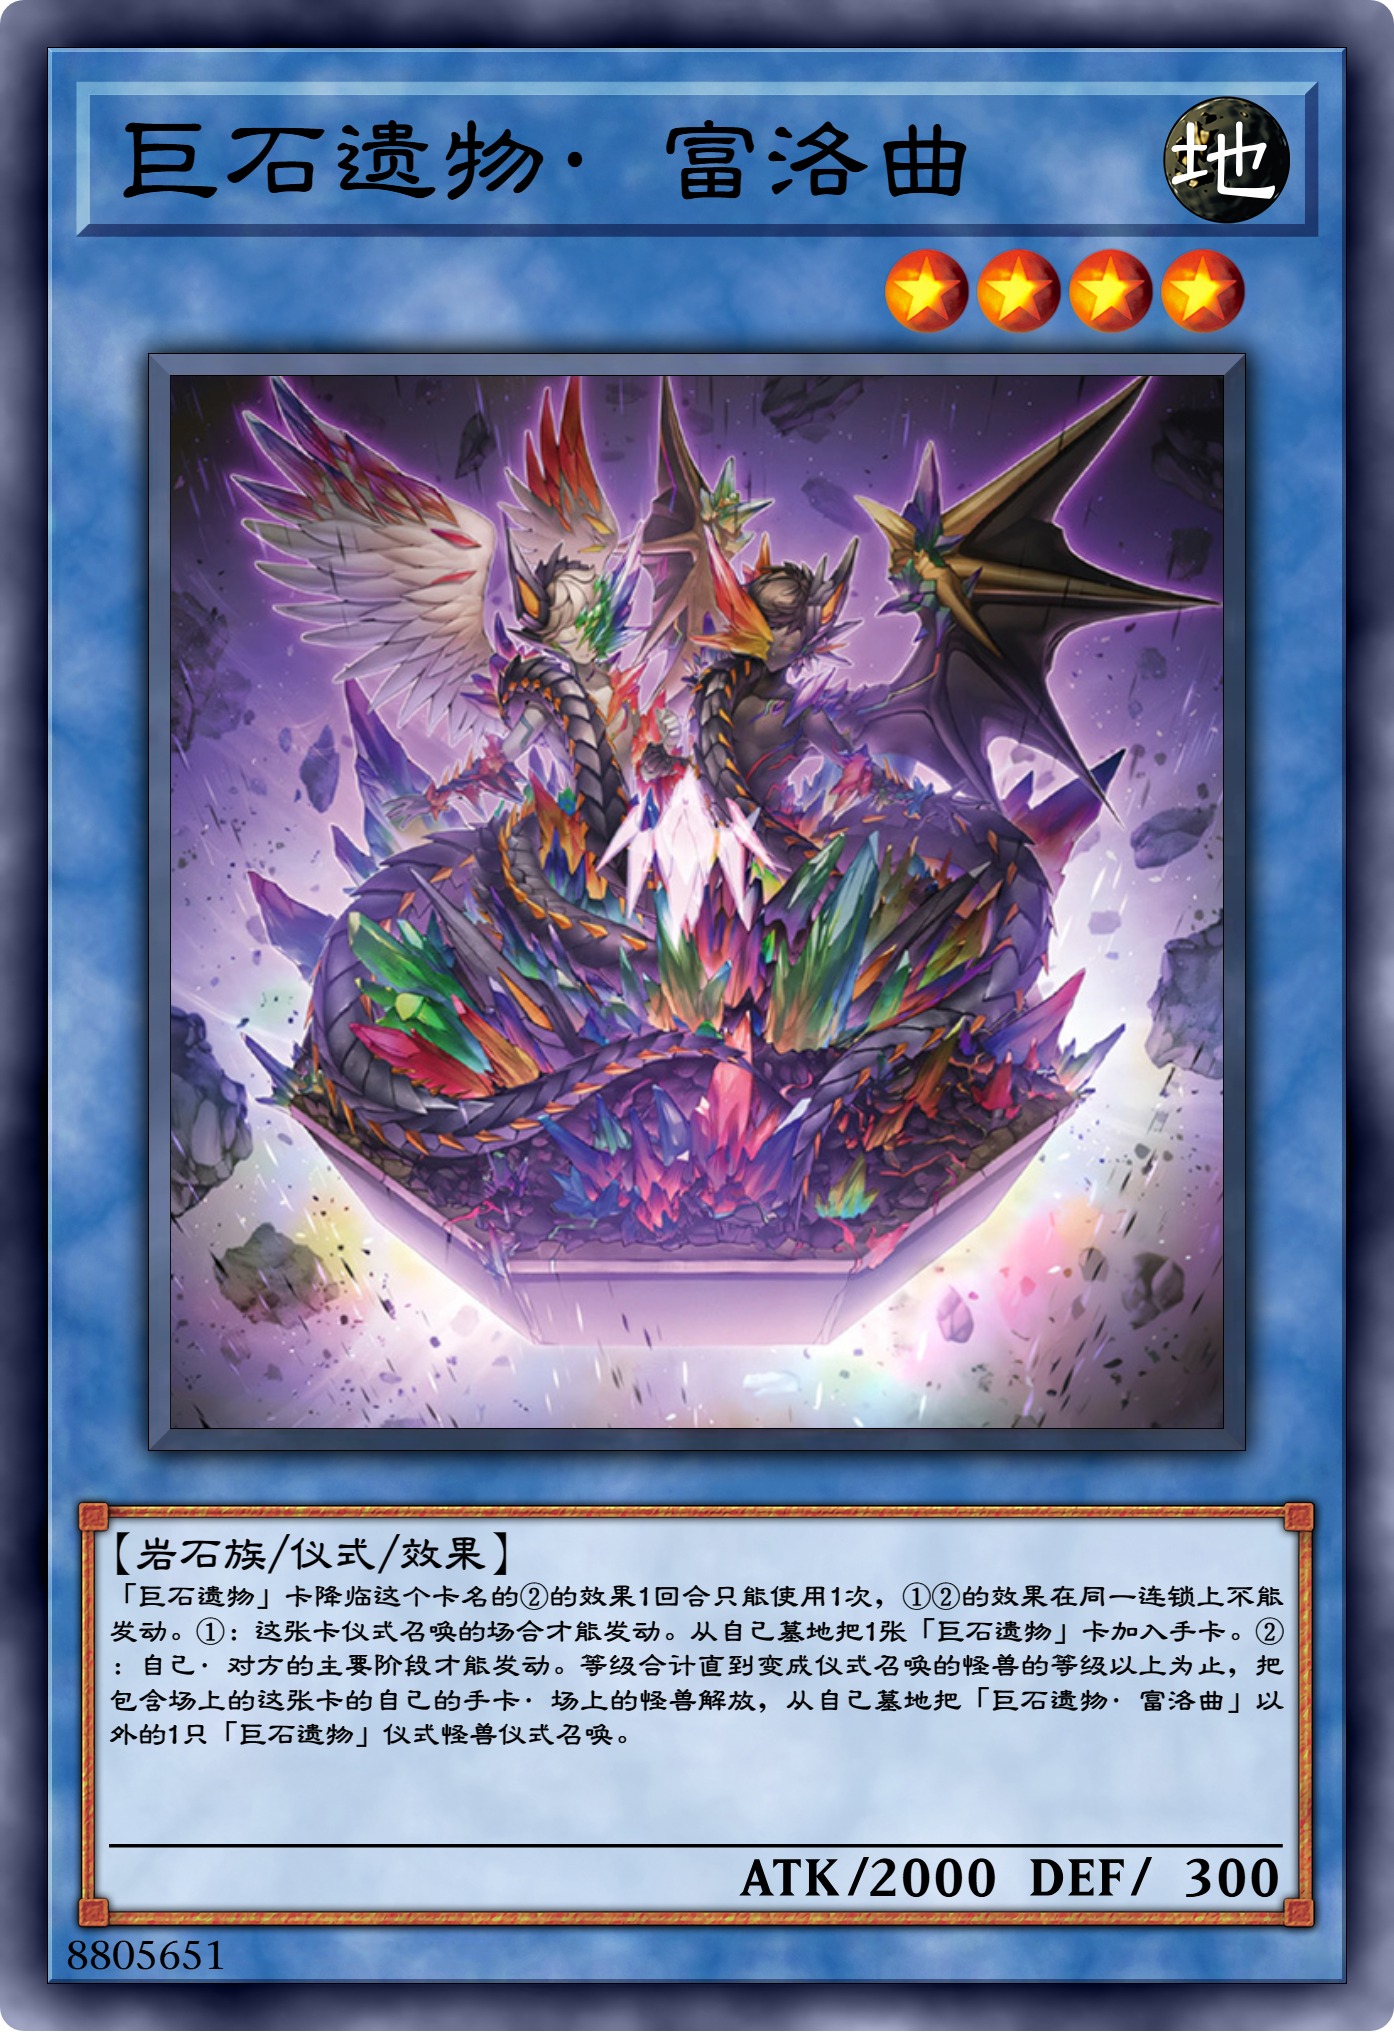 巨石遗物·富洛曲
地
【岩石族/仪式/效果】
「巨石遗物」卡降临这个卡名的②的效果1回合只能使用1次，①②的效果在同一连锁上不能
发动。①：这张卡仪式召唤的场合才能发动。从自己墓地把1张「巨石遗物」卡加入手卡。②
：自己·对方的主要阶段才能发动。等级合计直到变成仪式召唤的怪兽的等级以上为止，把
包含场上的这张卡的自己的手卡·场上的怪兽解放，从自己墓地把「巨石遗物·富洛曲」以
外的1只「巨石遗物」仪式怪兽仪式召唤。
ATK/2000 DEF/ 300
8805651